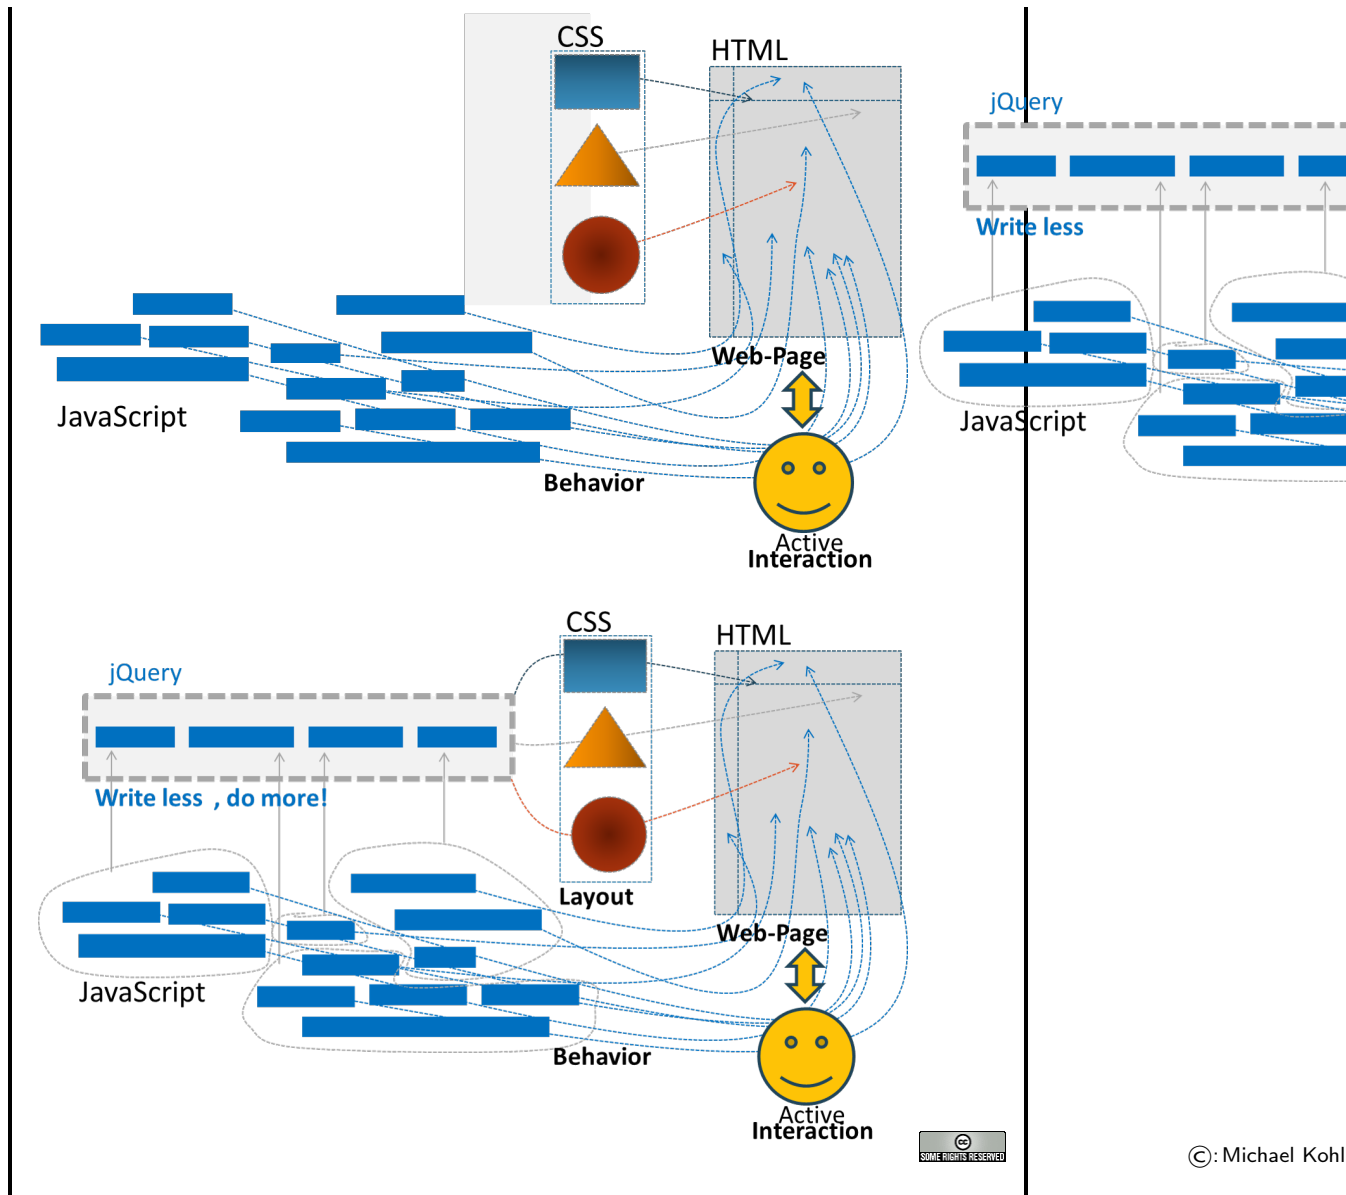 CSS
HTML
jQuery
Write less
Web-Page
JavaScript
JavaScript
Behavior
Active
Interaction
CSS
HTML
jQuery
Write less , do more!
Layout
Web-Page
JavaScript
Behavior
Active
Interaction
cc
SOME RIGHTS RESERVED
©: Michael Kohl